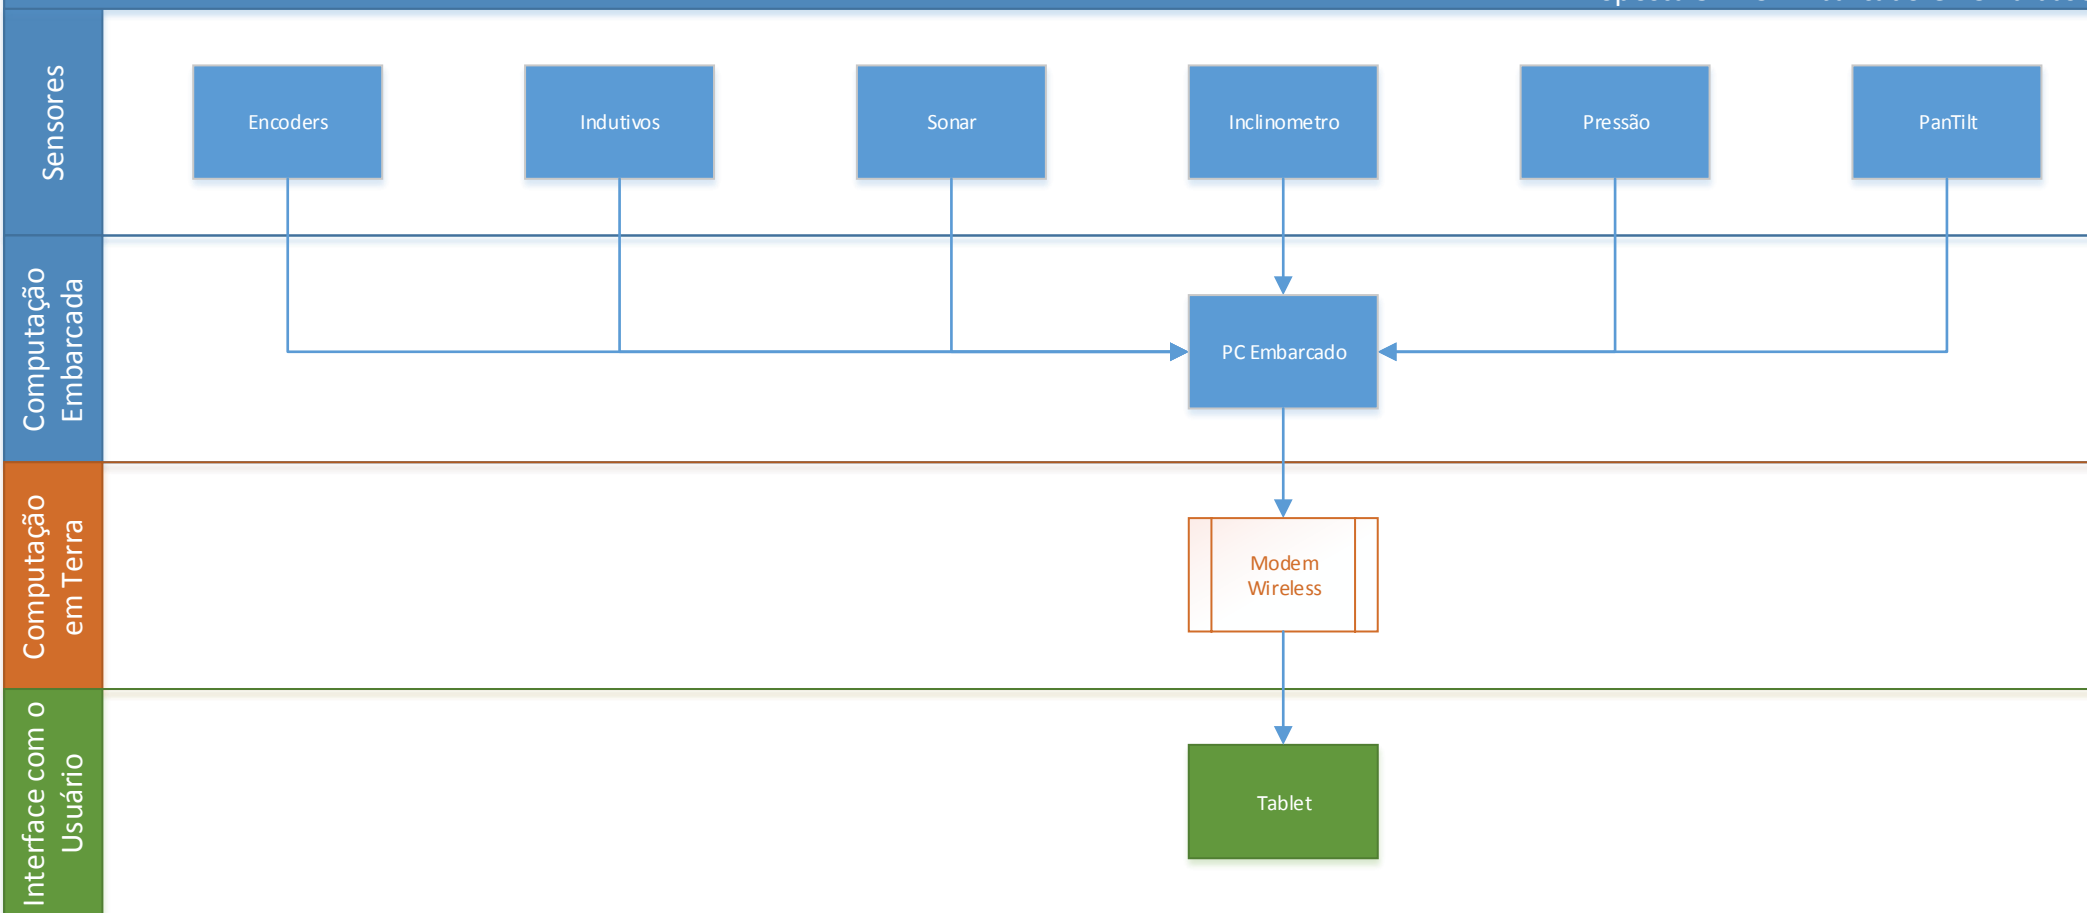 Sensores
Encoders
Indutivos
Sonar
Inclinometro
Pressão
PanTilt
Computação
Embarcada
PC Embarcado
Computação
em Terra
Modem
Wireless
Interface com o
Usuário
Tablet